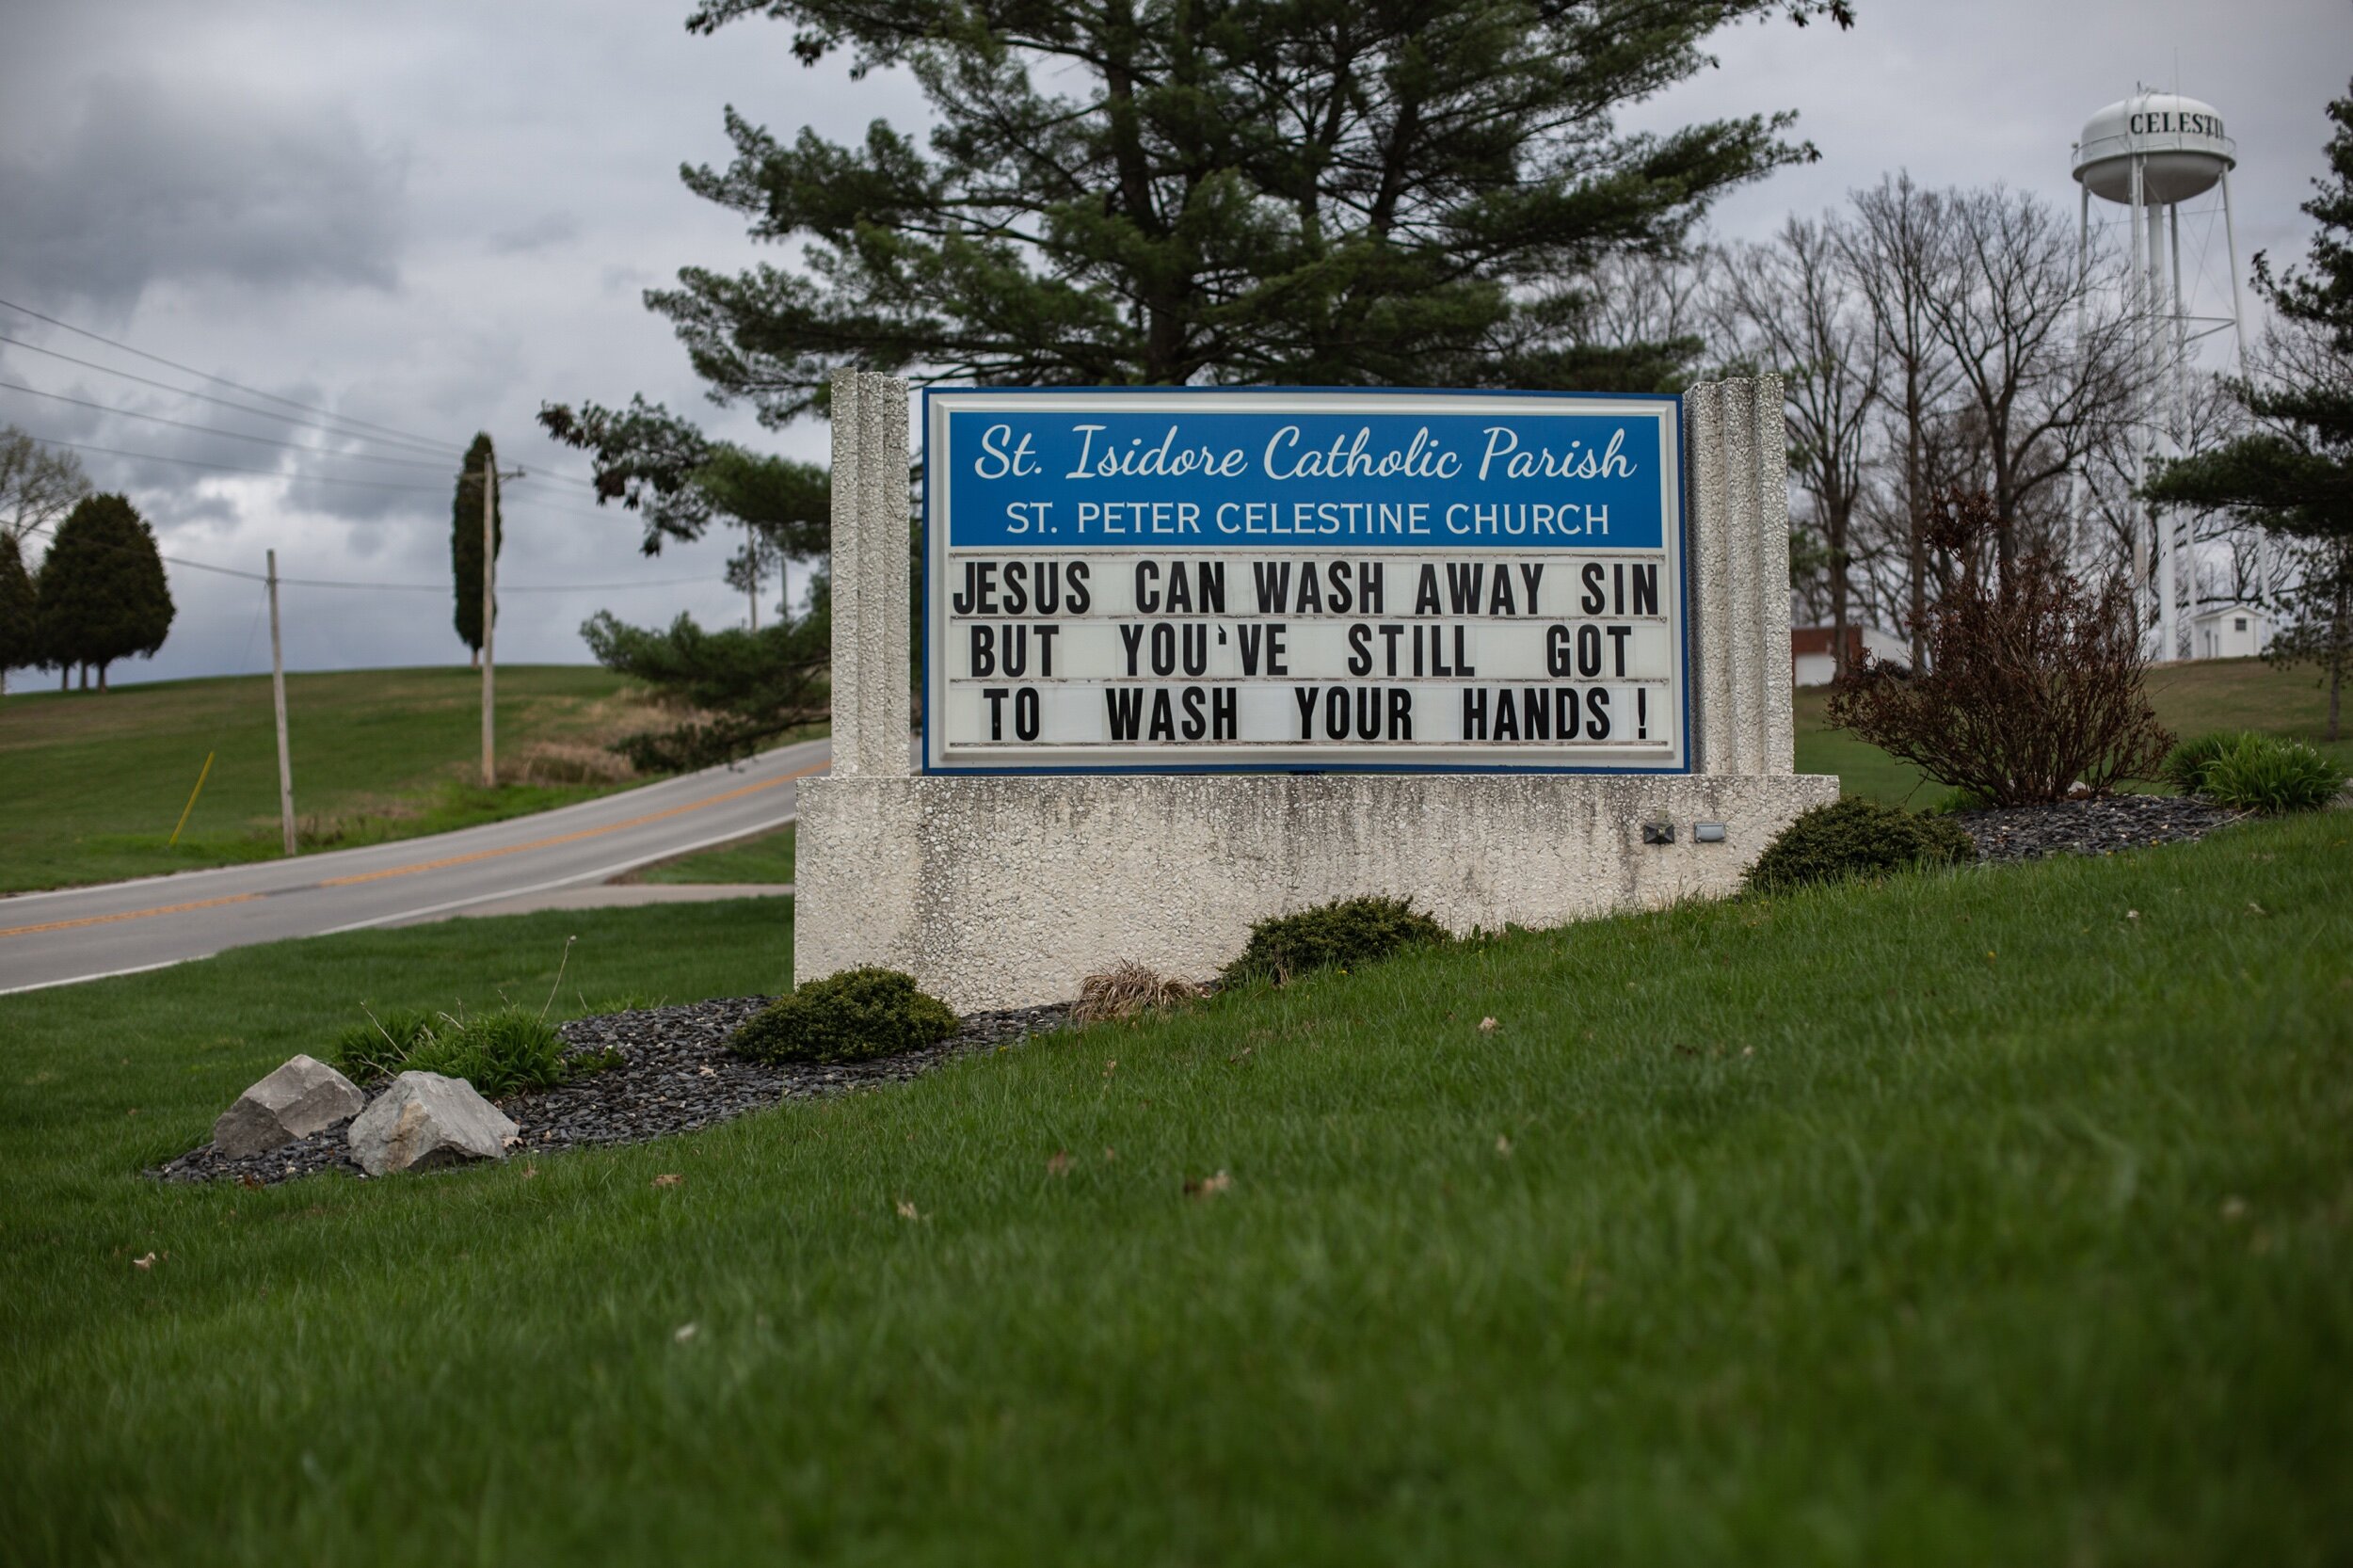 CELESTI
St. Isidore Catholic Parish
ST. PETER CELESTINE CHURCH
JESUS CAN WASH AWAY SIN
BUT YOU'VE STILL GOT
TO WASH YOUR HANDS!